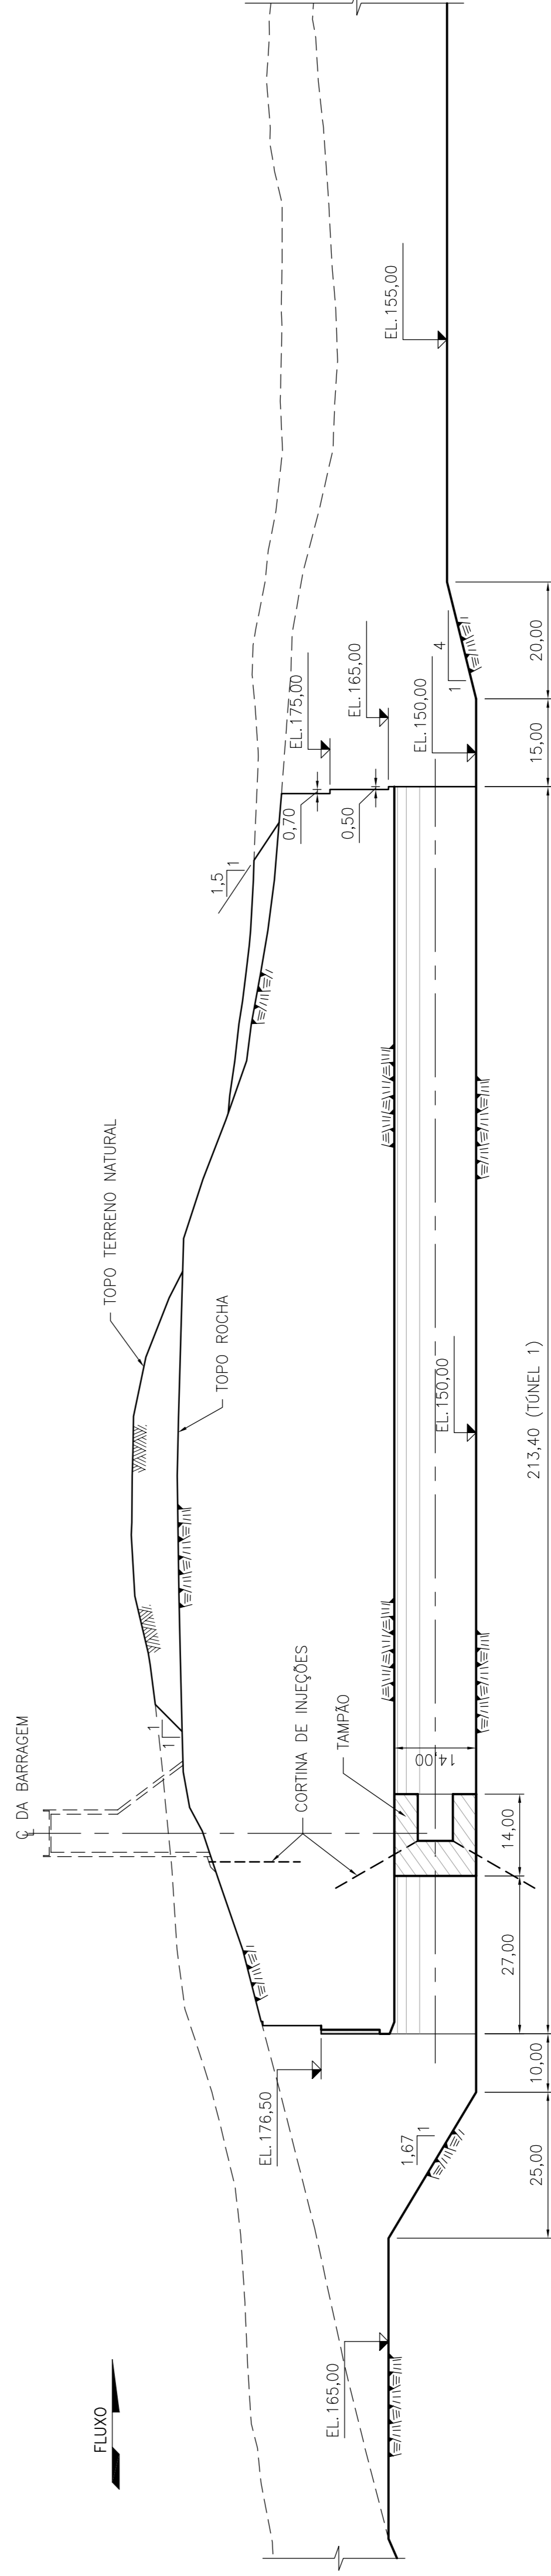 FLUXO
EL.165,00
25,00
1,67
1
10,00
EL.176,50
27,00
14,00
14,00
TAMPÃO
CORTINA DE INJEÇÕES
℄ DA BARRAGEM
1
1
TOPO ROCHA
TOPO TERRENO NATURAL
EL.150,00
213,40 (TÚNEL 1)
1,5
1
0,70
0,50
EL.175,00
EL.165,00
EL.150,00
15,00
20,00
1
4
EL.155,00